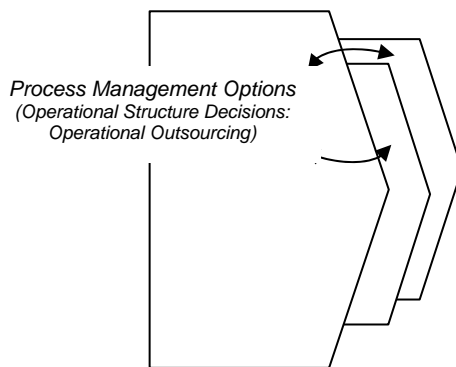 Process Management Options
(Operational Structure Decisions:
Operational Outsourcing)